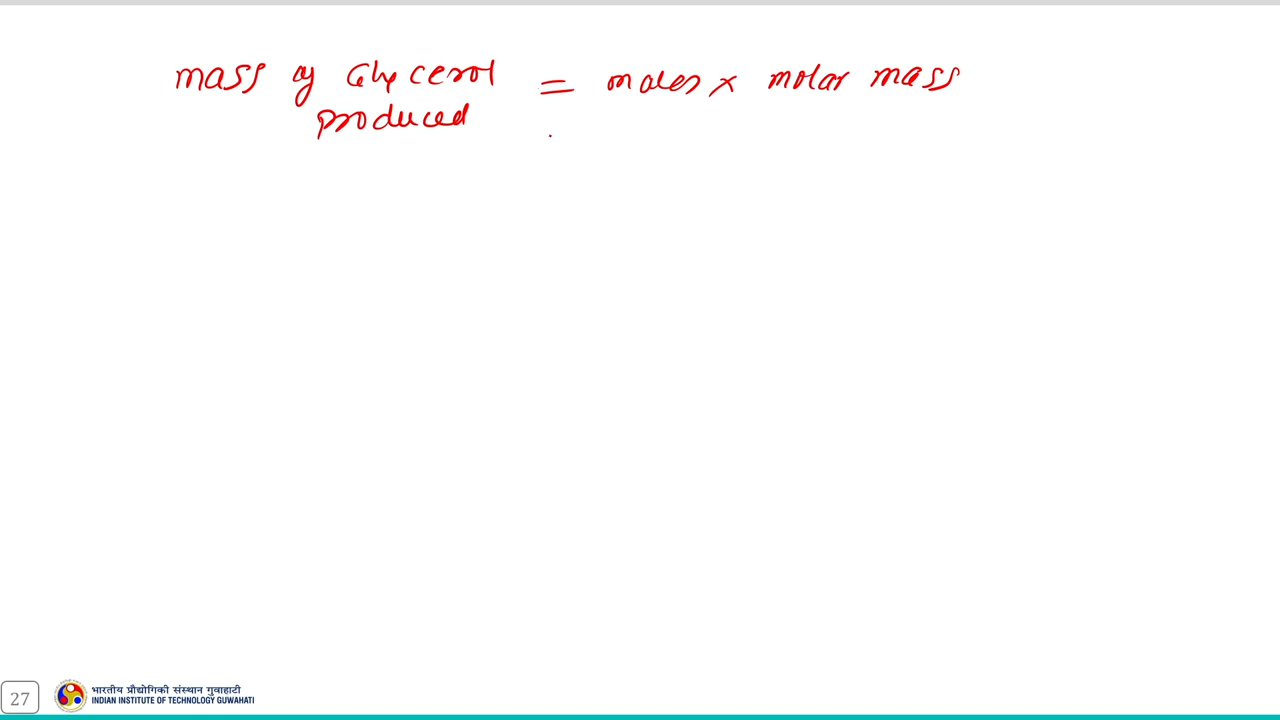 mass of Glycerol = moles × molar mass
produced
27
भारतीय प्रौद्योगिकी संस्थान गुवाहाटी
INDIAN INSTITUTE OF TECHNOLOGY GUWAHATI